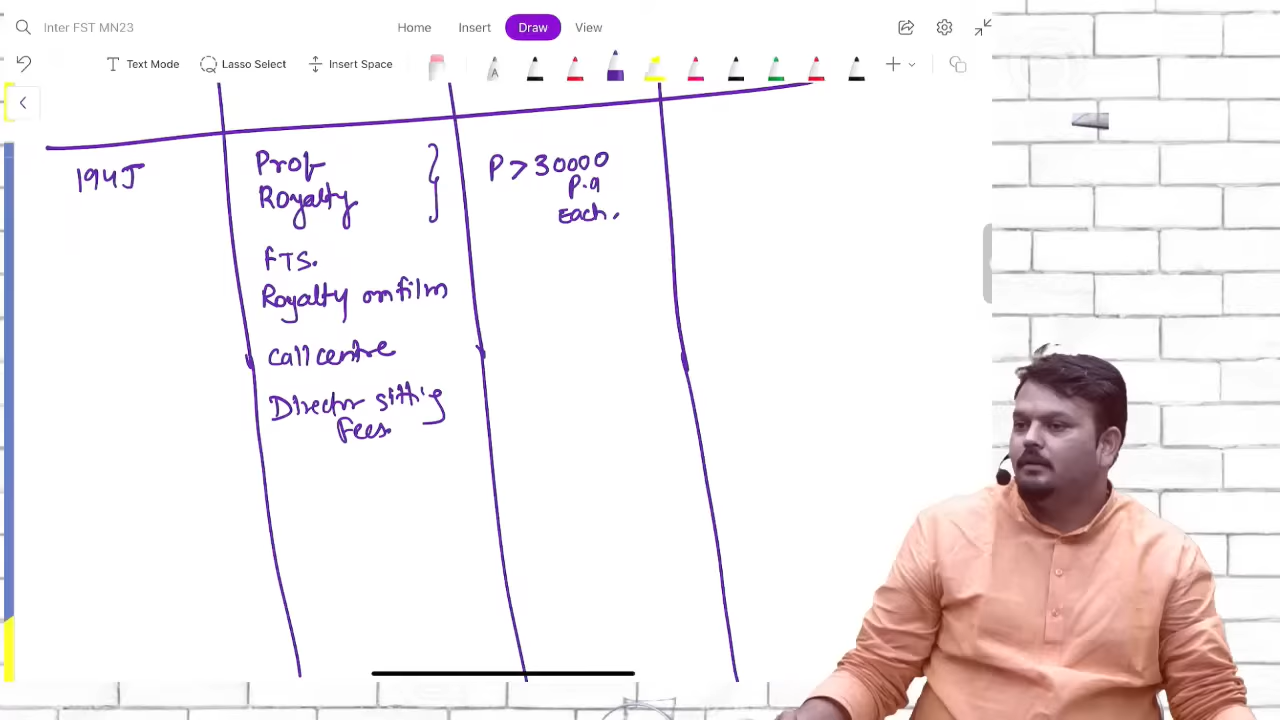 Inter FST MN23
Home
Insert
Draw
View
Text Mode
Lasso Select
Insert Space
A
194J
Prof
Royalty
P > 30000
P.a
Each.
FTS.
Royalty on film
Call centre
Director sitting
Fees.